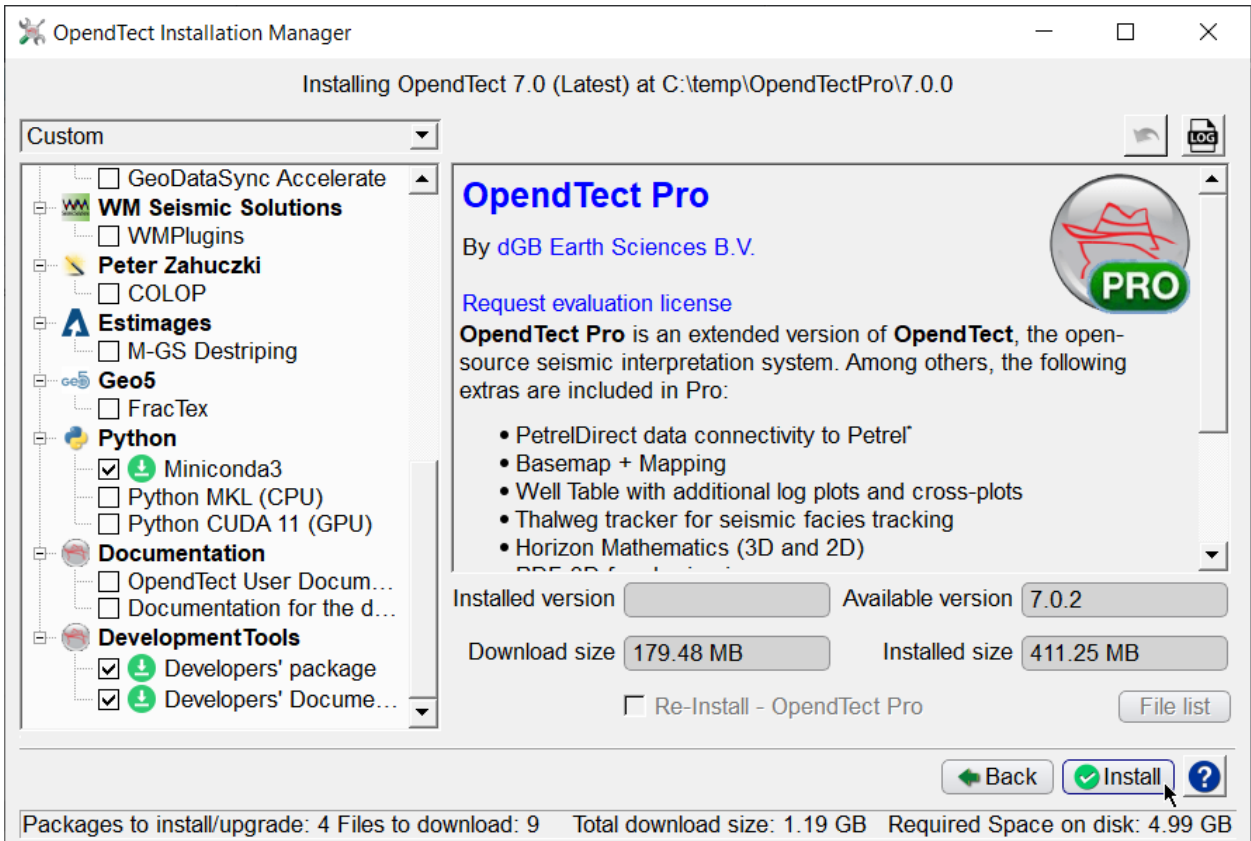 OpendTect Installation Manager
Installing OpendTect 7.0 (Latest) at C:\temp\OpendTectPro\7.0.0
Custom
LOG
GeoDataSync Accelerate
WM Seismic Solutions
WMPlugins
Peter Zahuczki
COLOP
Estimages
M-GS Destriping
Geo5
FracTex
Python
Miniconda3
Python MKL (CPU)
Python CUDA 11 (GPU)
Documentation
OpendTect User Docum...
Documentation for the d...
DevelopmentTools
Developers' package
Developers' Docume...
OpendTect Pro
PRO
By dGB Earth Sciences B.V.
Request evaluation license
OpendTect Pro is an extended version of OpendTect, the open-
source seismic interpretation system. Among others, the following
extras are included in Pro:
• PetrelDirect data connectivity to Petrel*
• Basemap + Mapping
• Well Table with additional log plots and cross-plots
• Thalweg tracker for seismic facies tracking
• Horizon Mathematics (3D and 2D)
Installed version
Available version 7.0.2
Download size 179.48 MB
Installed size 411.25 MB
Re-Install - OpendTect Pro
File list
Back
Install
?
Packages to install/upgrade: 4 Files to download: 9 Total download size: 1.19 GB Required Space on disk: 4.99 GB